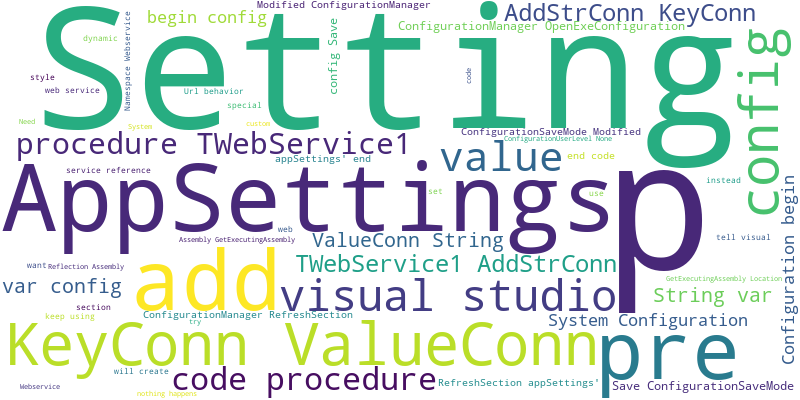 Modified ConfigurationManager
begin config
AddStrConn KeyConn
ConfigurationManager OpenExeConfiguration
Setting
dynamic
Namespace Webservice
config Save
config
style
web service
Url behavior
code
special
Need
System
custom
ConfigurationSaveMode Modified
ConfigurationUserLevel None
procedure TWebService1
value
appSettings' end
end code
service reference
AppSettings
p
instead
set
use
Configuration begin
web
Assembly GetExecutingAssembly
ValueConn String
tell visual
want
Reflection Assembly
add
TWebService1 AddStrConn
GetExecutingAssembly Location
var config
visual studio
String var
section
keep using
ConfigurationManager RefreshSection
try
System Configuration
KeyConn ValueConn
pre
will create
code procedure
RefreshSection appSettings'
Save ConfigurationSaveMode
Webservice
nothing happens